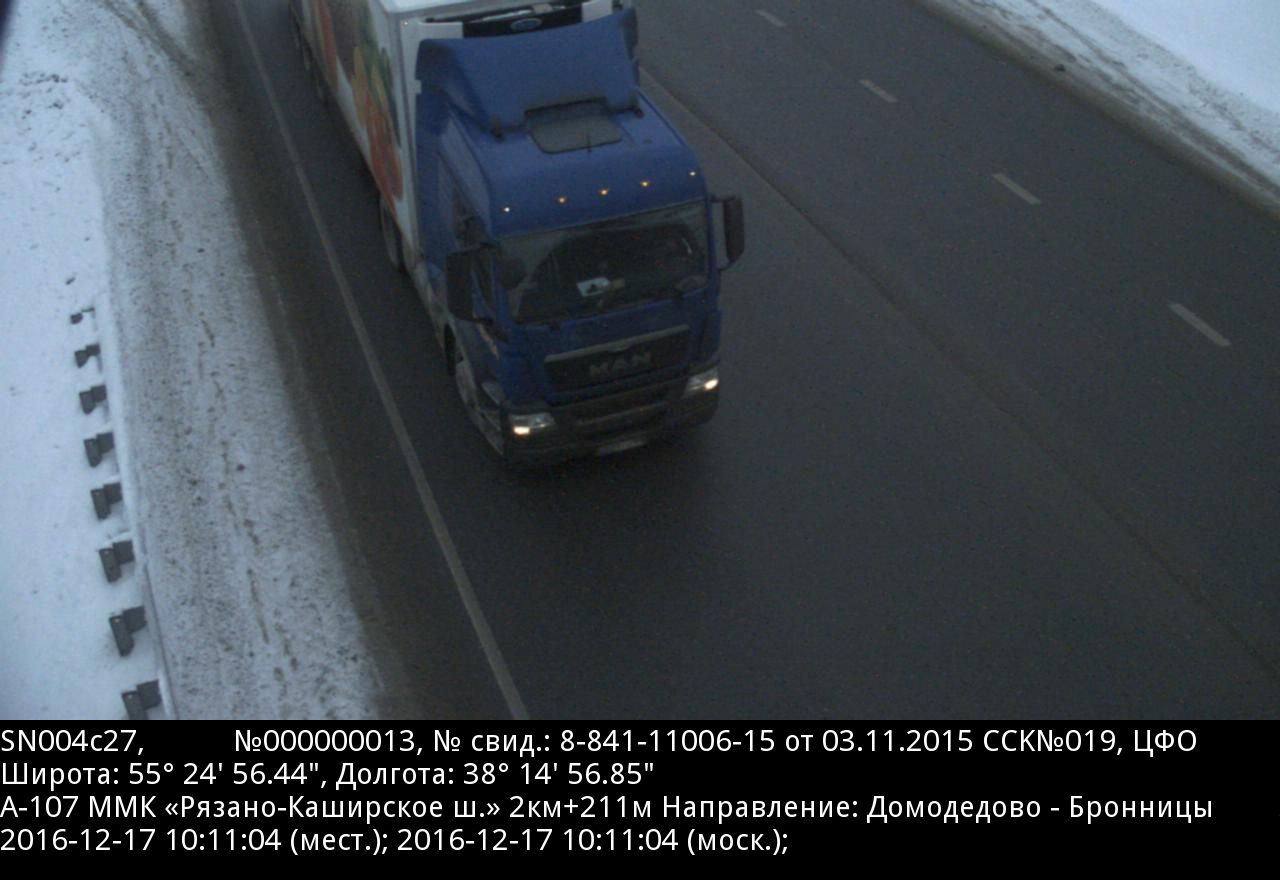 MAN
SN004c27, №000000013, № свид.: 8-841-11006-15 от 03.11.2015 ССК№019, ЦФО
Широта: 55° 24' 56.44", Долгота: 38° 14' 56.85"
А-107 ММК «Рязано-Каширское ш.» 2км+211м Направление: Домодедово - Бронницы
2016-12-17 10:11:04 (мест.); 2016-12-17 10:11:04 (моск.);